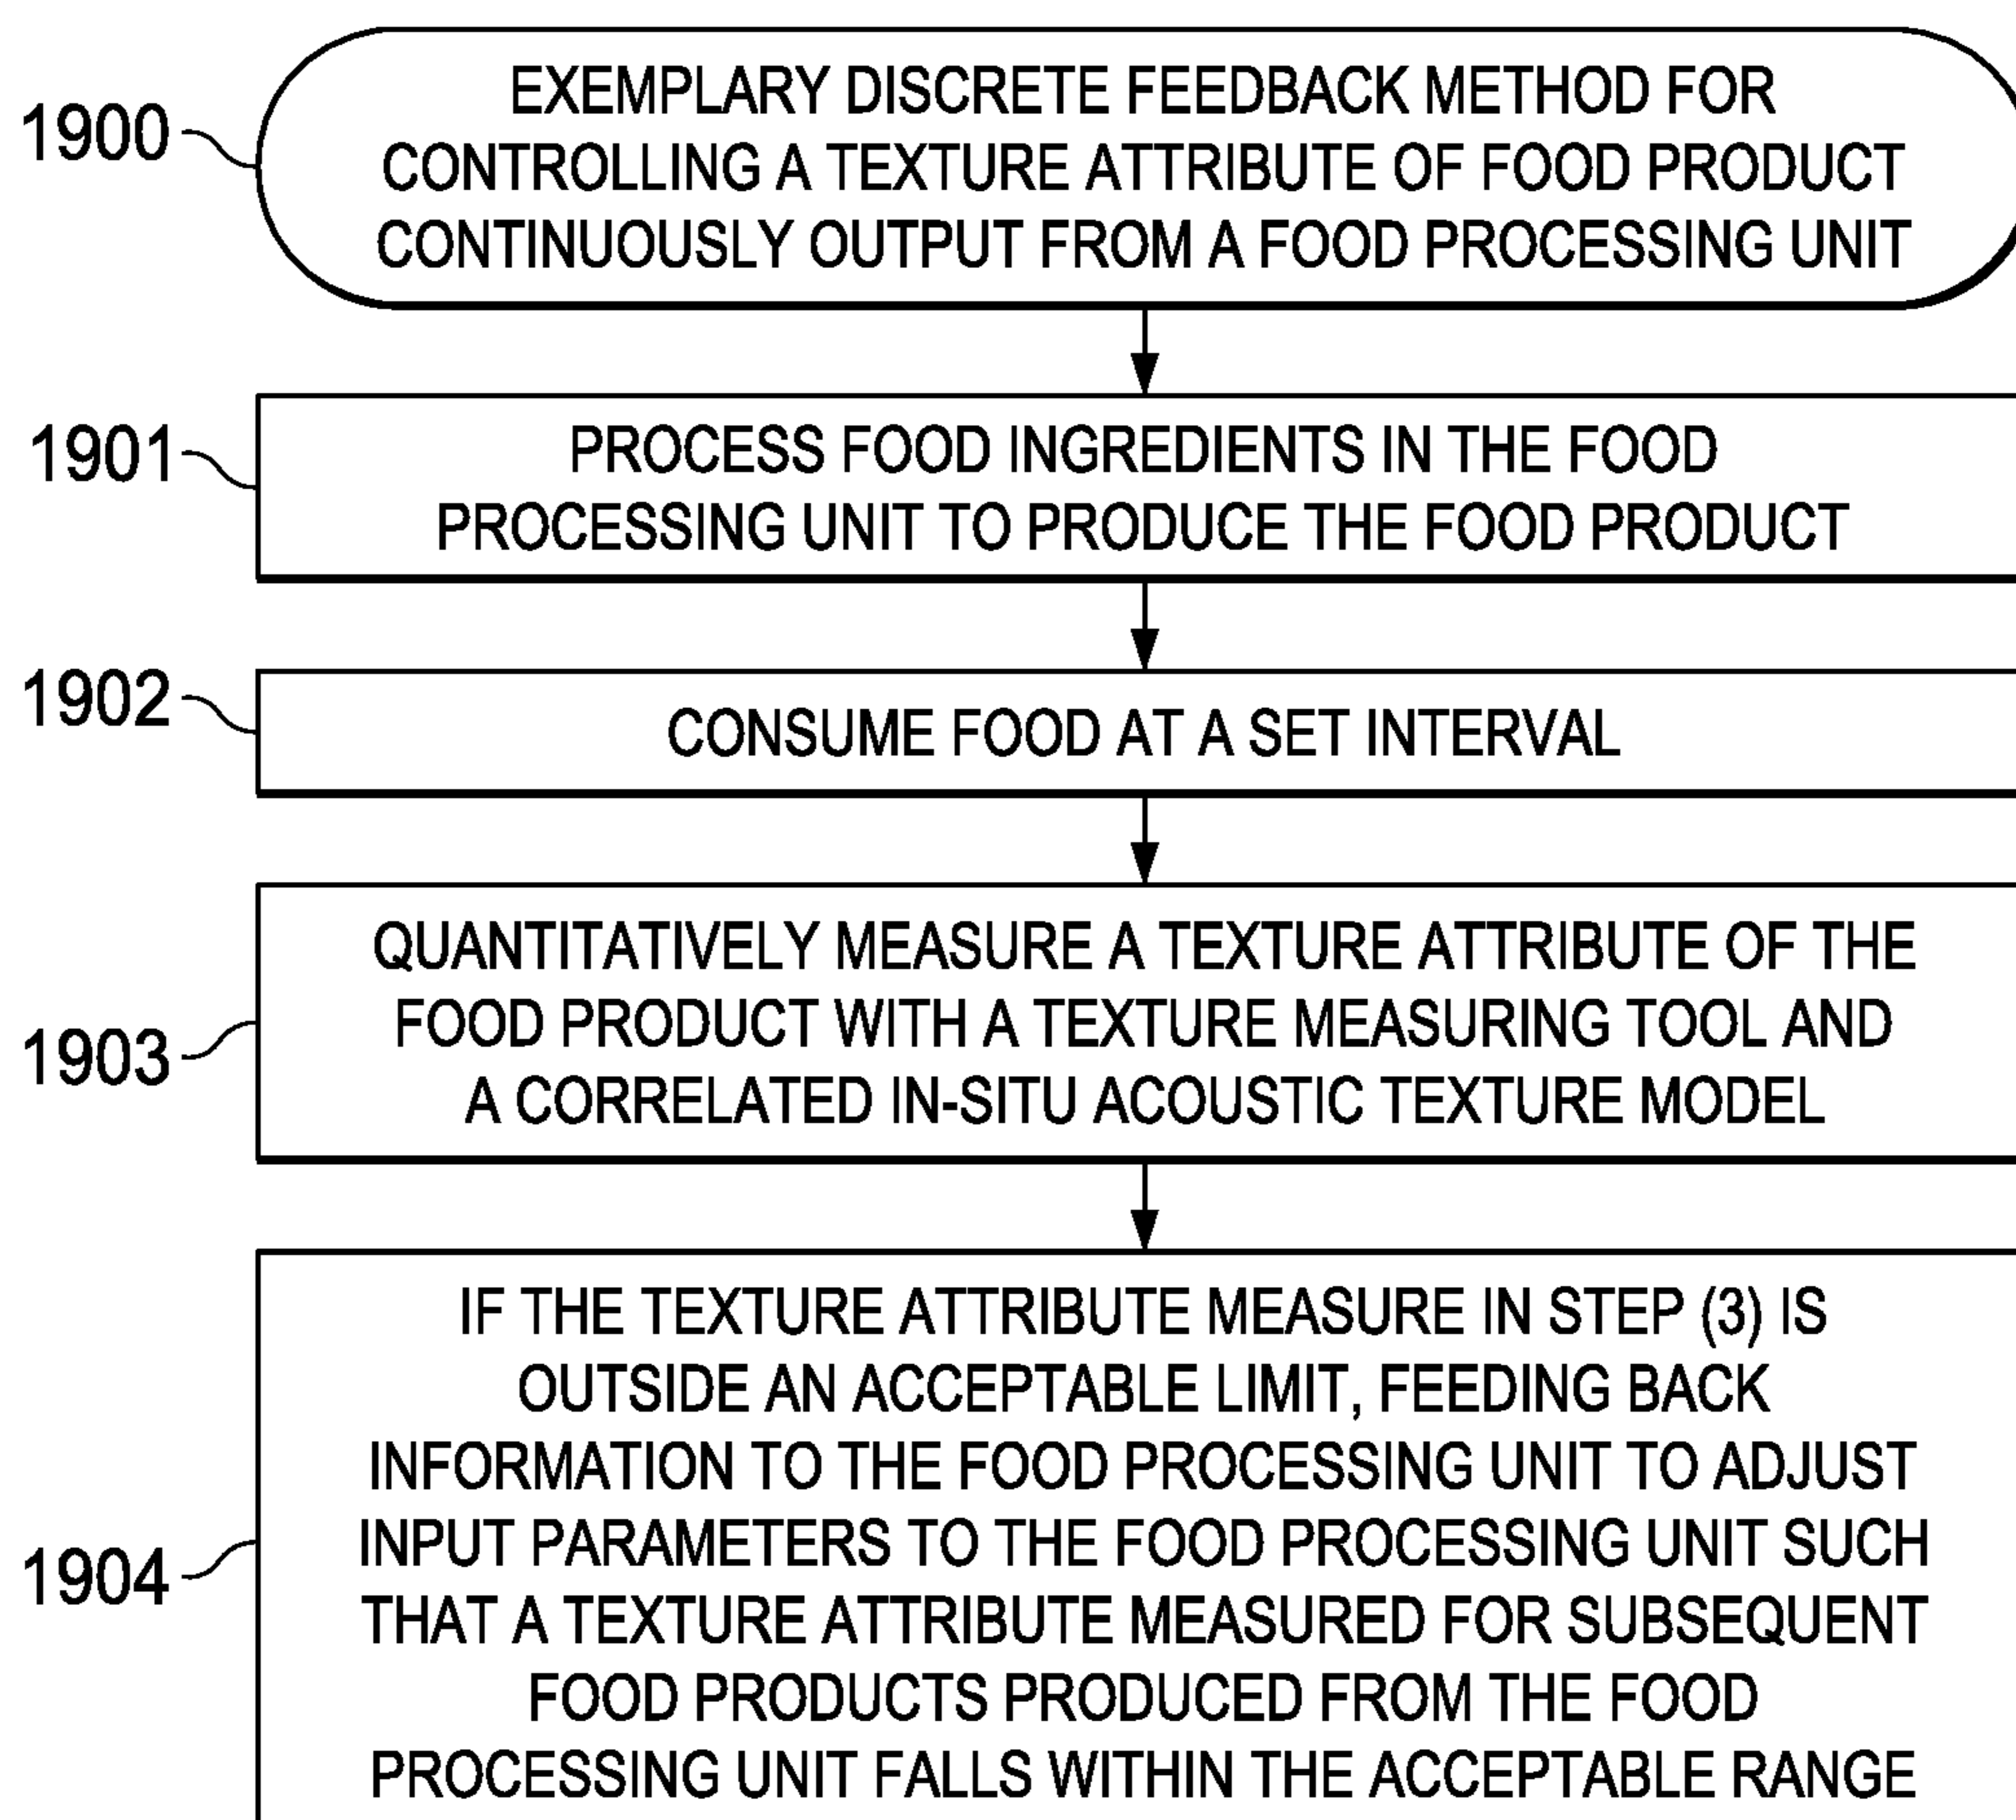 1900
EXEMPLARY DISCRETE FEEDBACK METHOD FOR
CONTROLLING A TEXTURE ATTRIBUTE OF FOOD PRODUCT
CONTINUOUSLY OUTPUT FROM A FOOD PROCESSING UNIT
1901
PROCESS FOOD INGREDIENTS IN THE FOOD
PROCESSING UNIT TO PRODUCE THE FOOD PRODUCT
1902
CONSUME FOOD AT A SET INTERVAL
1903
QUANTITATIVELY MEASURE A TEXTURE ATTRIBUTE OF THE
FOOD PRODUCT WITH A TEXTURE MEASURING TOOL AND
A CORRELATED IN-SITU ACOUSTIC TEXTURE MODEL
1904
IF THE TEXTURE ATTRIBUTE MEASURE IN STEP (3) IS
OUTSIDE AN ACCEPTABLE LIMIT, FEEDING BACK
INFORMATION TO THE FOOD PROCESSING UNIT TO ADJUST
INPUT PARAMETERS TO THE FOOD PROCESSING UNIT SUCH
THAT A TEXTURE ATTRIBUTE MEASURED FOR SUBSEQUENT
FOOD PRODUCTS PRODUCED FROM THE FOOD
PROCESSING UNIT FALLS WITHIN THE ACCEPTABLE RANGE